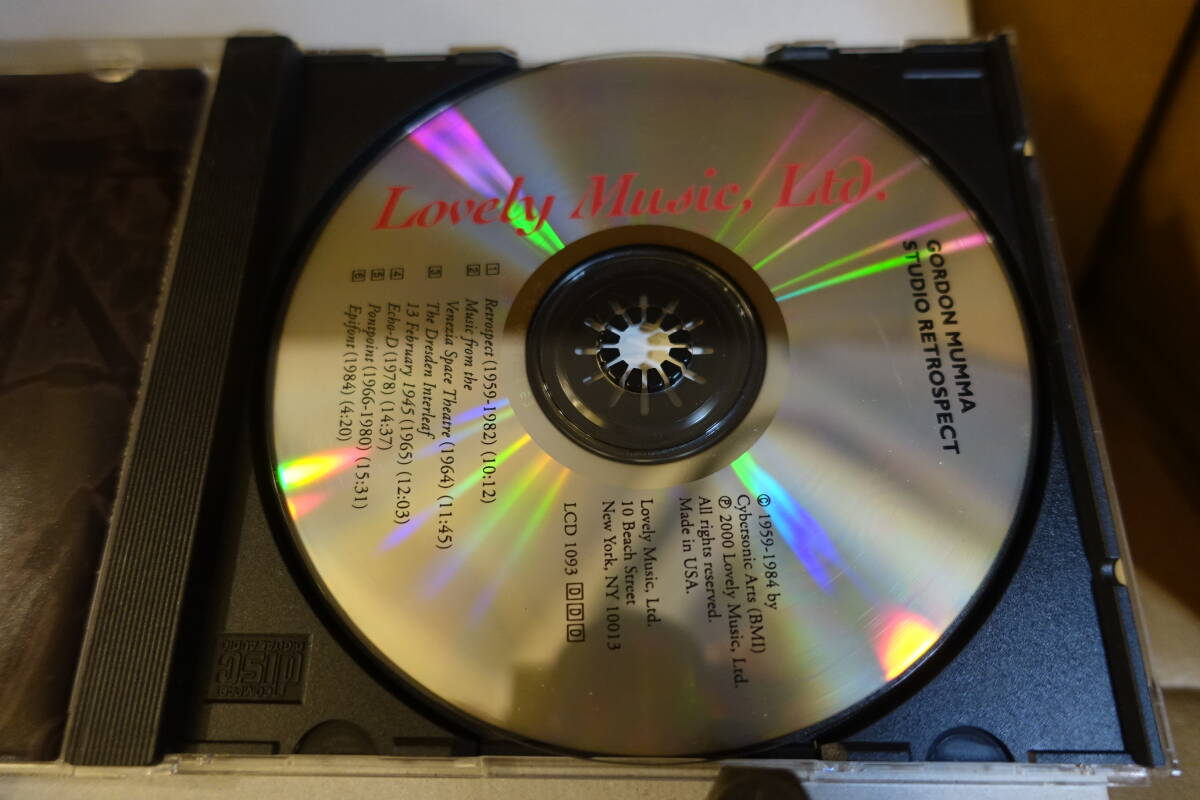 Lovely Music, Ltd.
GORDON MUMMA
STUDIO RETROSPECT
1 Retrospect (1959-1982) (10:12)
2 Music from the
Venezia Space Theatre (1964) (11:45)
3 The Dresden Interleaf
13 February 1945 (1965) (12:03)
4 Echo-D (1978) (14:37)
5 Pontpoint (1966-1980) (15:31)
6 Epifont (1984) (4:20)
© 1959-1984 by
Cybersonic Arts (BMI)
℗ 2000 Lovely Music, Ltd.
All rights reserved.
Made in USA.
Lovely Music, Ltd.
10 Beach Street
New York, NY 10013
LCD 1093 D D D
COMPACT
disc
DIGITAL AUDIO